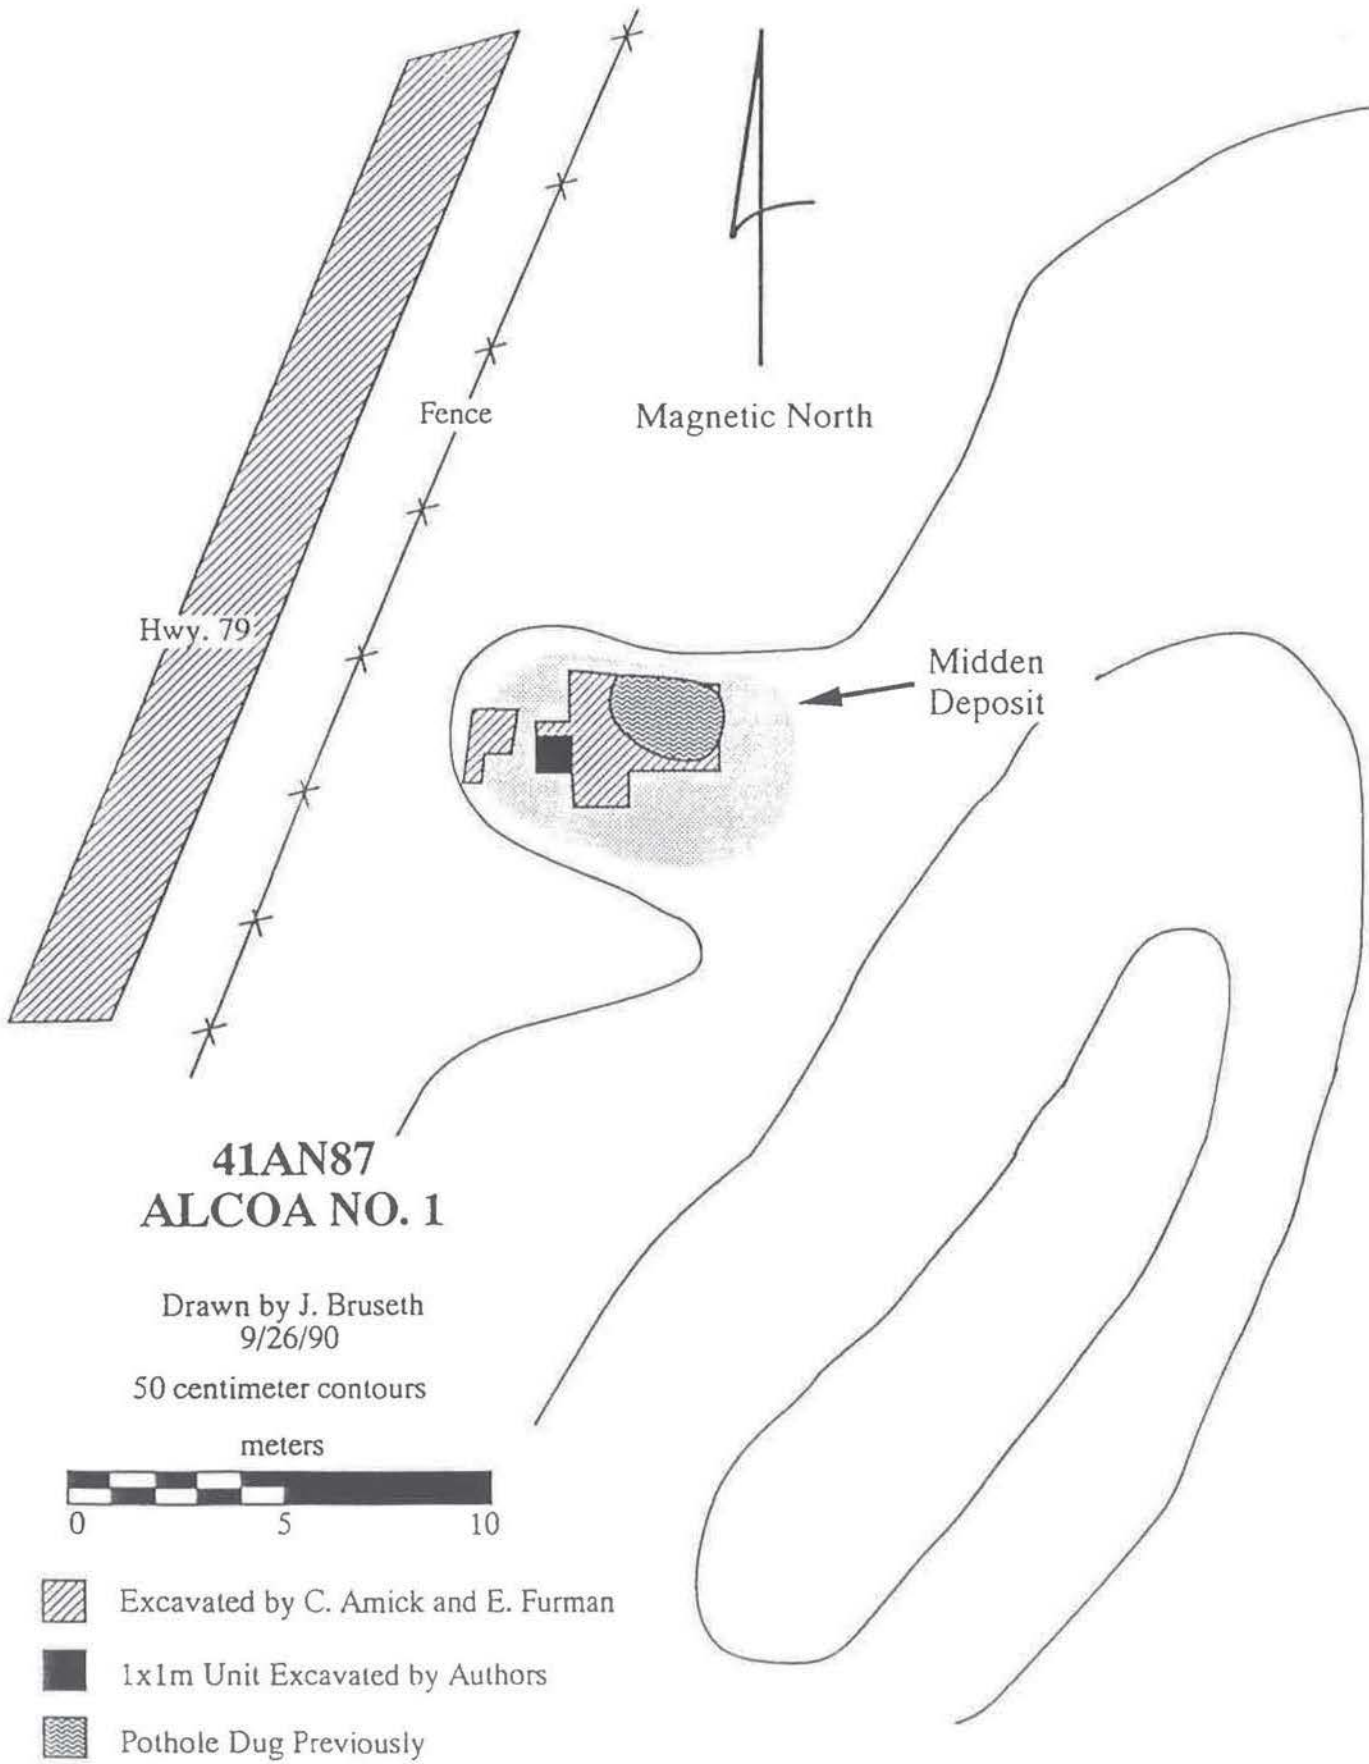 Fence
Magnetic North
Hwy. 79
Midden
Deposit
41AN87
ALCOA NO. 1
Drawn by J. Bruseth
9/26/90
50 centimeter contours
meters
0 5 10
Excavated by C. Amick and E. Furman
1x1m Unit Excavated by Authors
Pothole Dug Previously